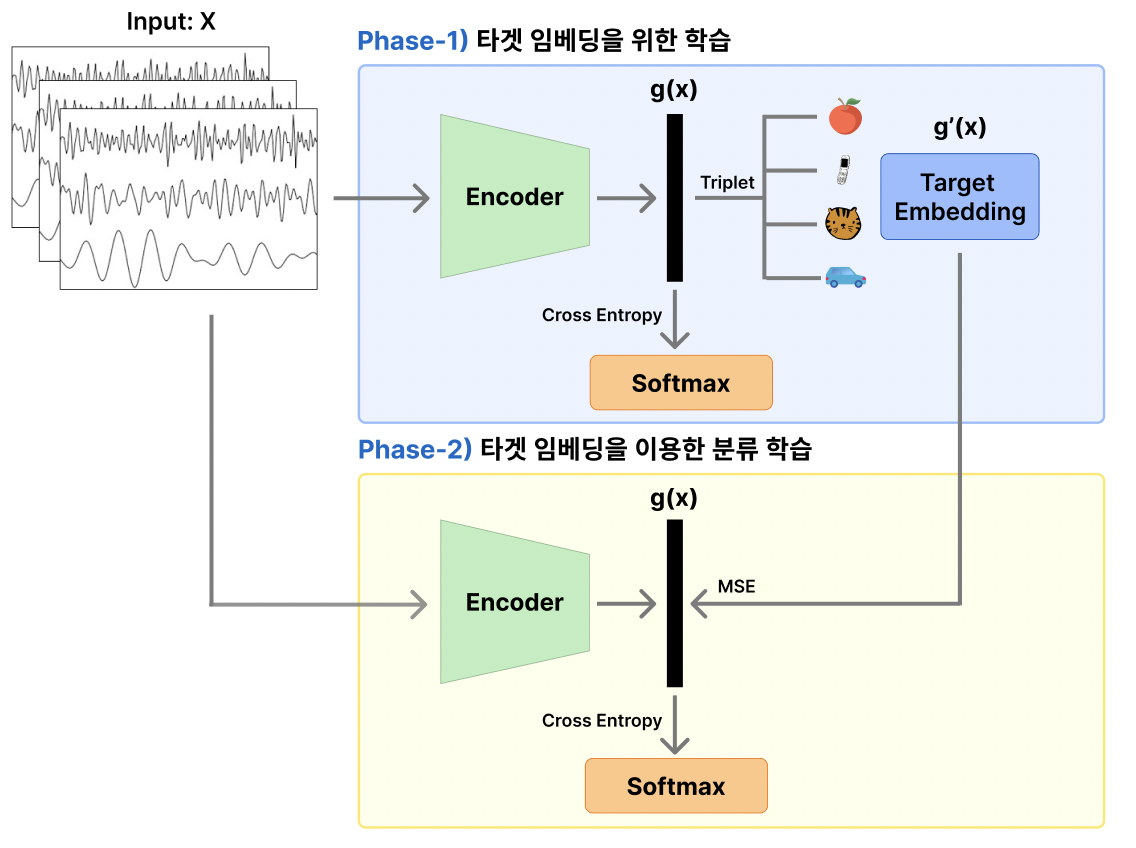 Input: X
Phase-1) 타겟 임베딩을 위한 학습
g(x)
g’(x)
Encoder
Triplet
Target
Embedding
Cross Entropy
Softmax
Phase-2) 타겟 임베딩을 이용한 분류 학습
g(x)
Encoder
MSE
Cross Entropy
Softmax